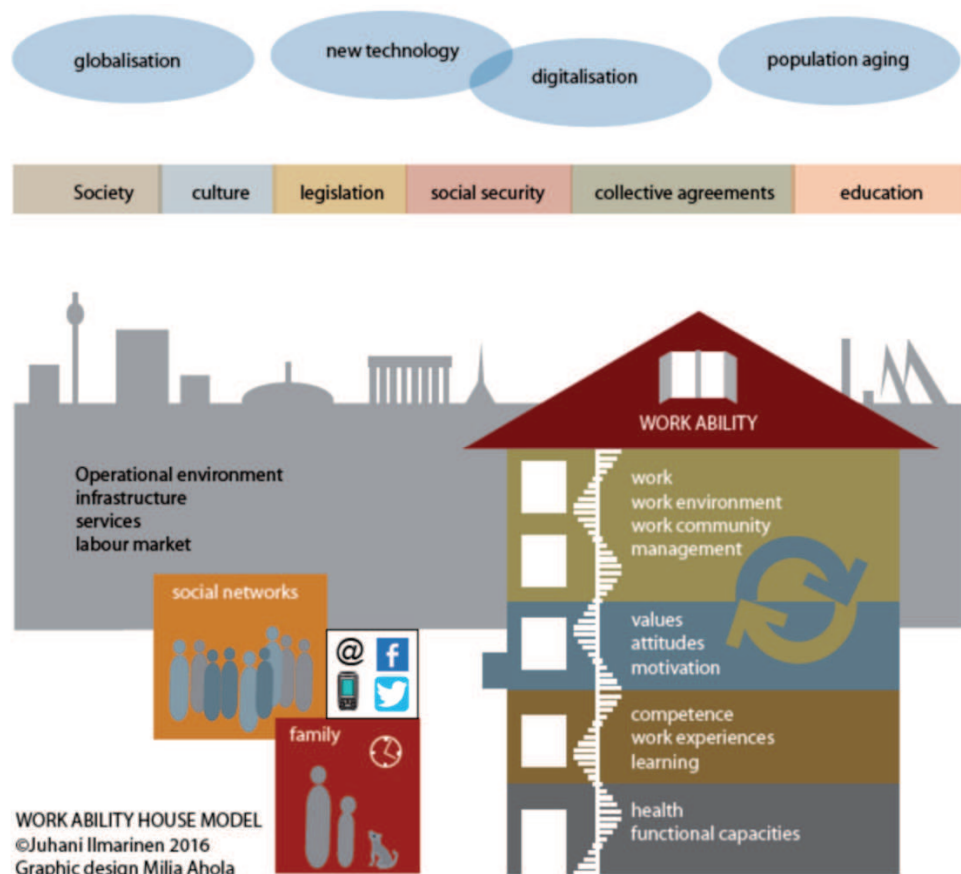 globalisation
new technology
digitalisation
population aging
Society
culture
legislation
social security
collective agreements
education
WORK ABILITY
Operational environment
infrastructure
services
labour market
work
work environment
work community
management
social networks
@
f
values
attitudes
motivation
family
competence
work experiences
learning
health
functional capacities
WORK ABILITY HOUSE MODEL
©Juhani Ilmarinen 2016
Graphic design Milja Ahola